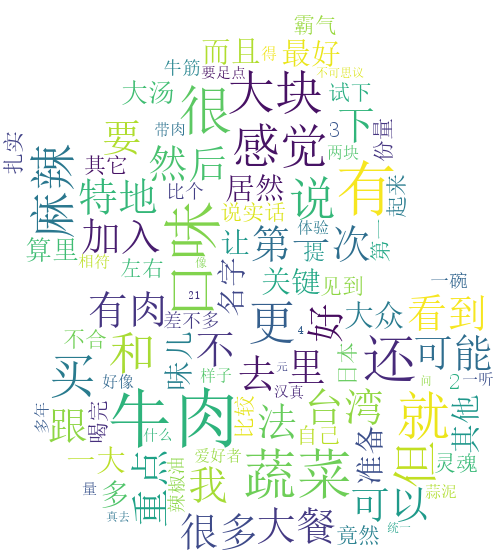 霸气
而且
得
最好
牛筋
要足点
不可思议
大汤
很
大块
试下
扎实
要
带肉
感觉
3
下
份量
麻辣
然后
其它
两块
特地
口味
比个
居然
说
有
起来
算里
加入
说实话
让
第一
提
次
体验
第一
相符
左右
像
名字
关键
见到
一碗
有肉
21
差不多
更
好
4
大众
看到
不合
和
味儿
不
去
里
还
可能
买
好像
样子
汉真
元
日本
2
一听
多年
喝完
跟
牛肉
法
台湾
就
但
问
其他
一大
重点
什么
爱好者
比较
自己
准备
灵魂
量
多
辣椒油
我
蔬菜
可以
蒜泥
真去
很多
大餐
竟然
统一